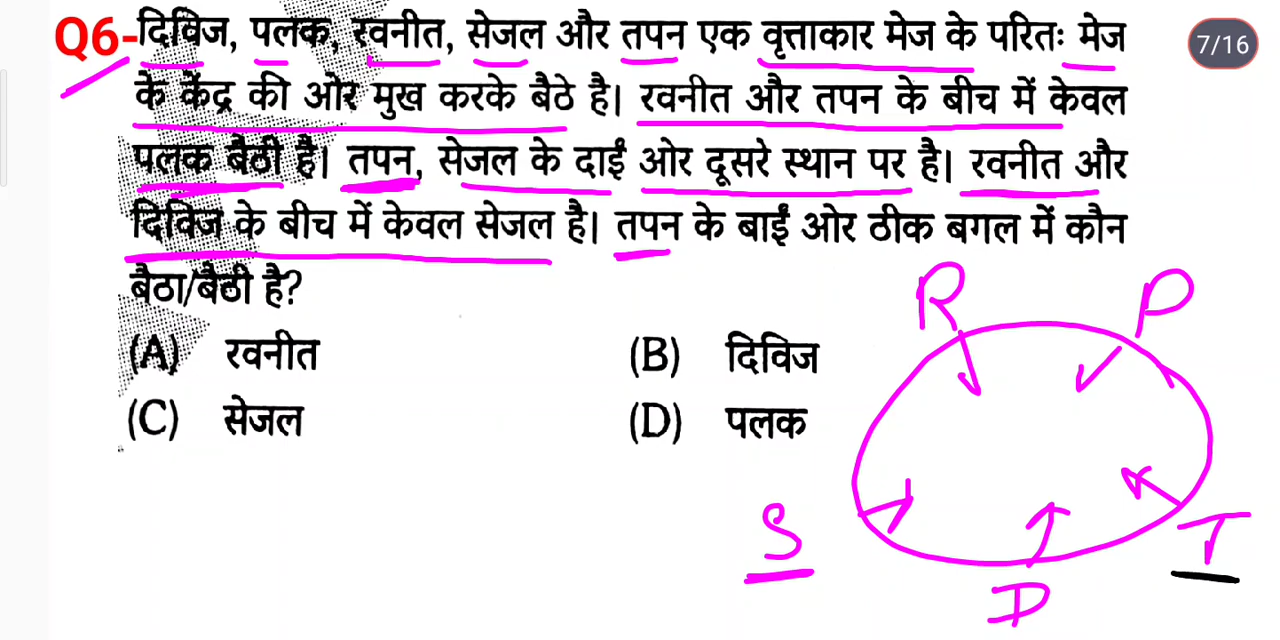 7/16
Q6-दिविज, पलक, रवनीत, सेजल और तपन एक वृत्ताकार मेज के परितः मेज
के केंद्र की ओर मुख करके बैठे है। रवनीत और तपन के बीच में केवल
पलक बैठी है। तपन, सेजल के दाईं ओर दूसरे स्थान पर है। रवनीत और
दिविज के बीच में केवल सेजल है। तपन के बाईं ओर ठीक बगल में कौन
बैठा/बैठी है?
(A) रवनीत (B) दिविज
(C) सेजल (D) पलक
R P
S T
D